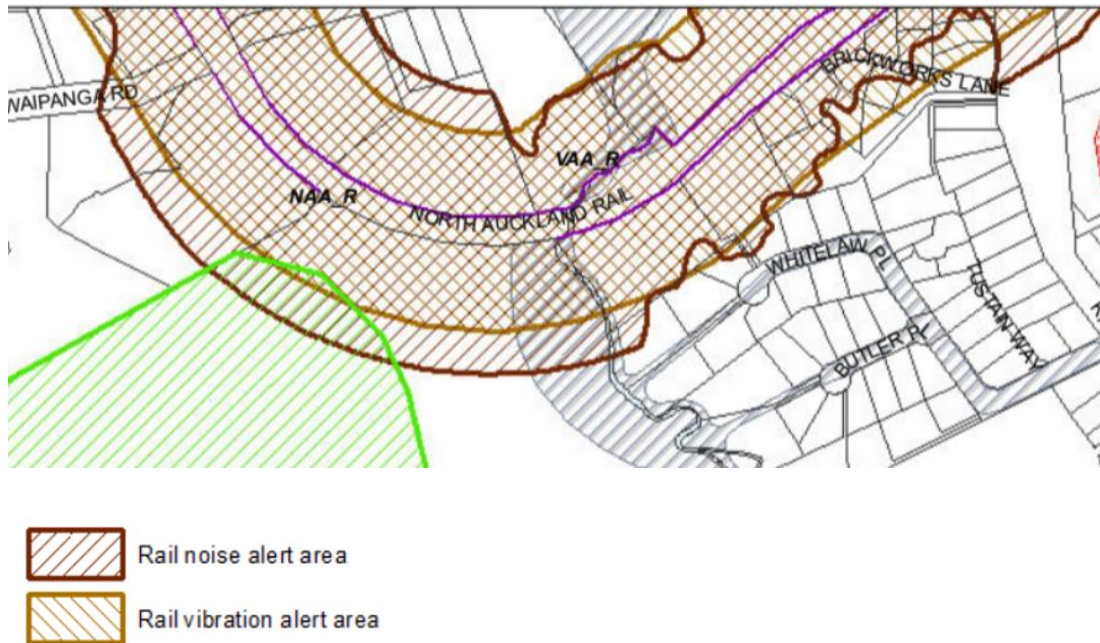 WAIPANGA RD
BRICKWORKS LANE
VAA_R
NAA_R
NORTH AUCKLAND RAIL
WHITELAW PL
TUSTAIN WAY
BUTLER PL
Rail noise alert area
Rail vibration alert area